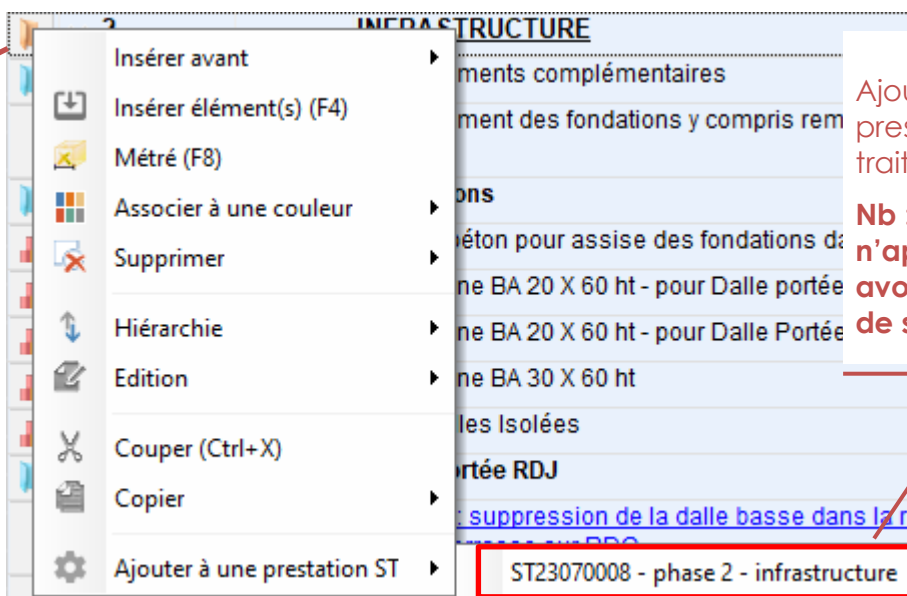 2 INFRASTRUCTURE
Insérer avant
Insérer élément(s) (F4)
Métré (F8)
Associer à une couleur
Supprimer
Hiérarchie
Edition
Couper (Ctrl+X)
Copier
Ajouter à une prestation ST
ments complémentaires
ment des fondations y compris rem
ons
éton pour assise des fondations da
ne BA 20 X 60 ht - pour Dalle portée
ne BA 20 X 60 ht - pour Dalle Portée
ne BA 30 X 60 ht
les Isolées
rtée RDJ
: suppression de la dalle basse dans la
ST23070008 - phase 2 - infrastructure
Ajou
pres
trait
Nb :
n'ap
avo
de s